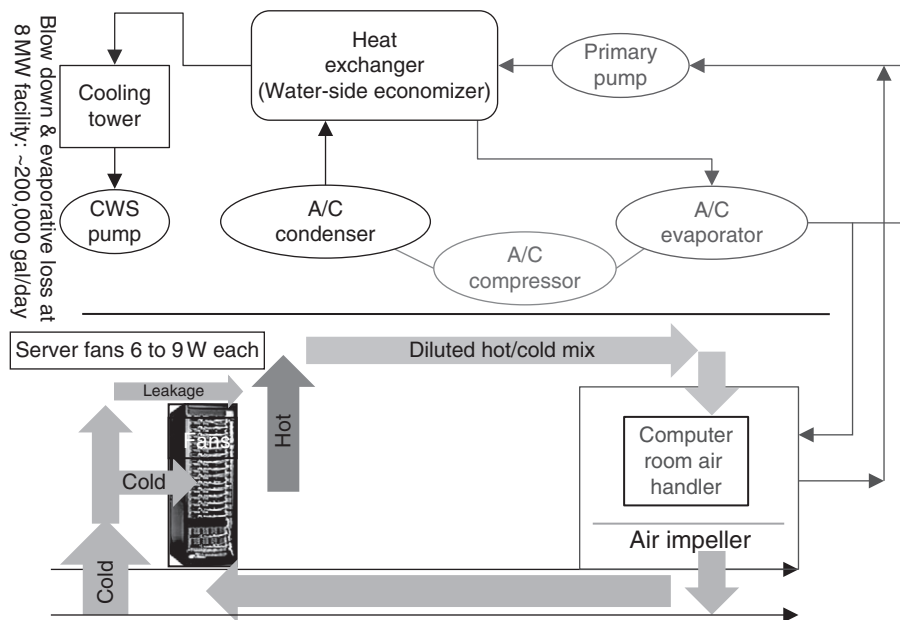 Blow down & evaporative loss at
8 MW facility: ~200,000 gal/day
Heat
exchanger
(Water-side economizer)
Primary
pump
Cooling
tower
CWS
pump
A/C
condenser
A/C
compressor
A/C
evaporator
Server fans 6 to 9 W each
Diluted hot/cold mix
Leakage
Hot
Fans
Cold
Cold
Computer
room air
handler
Air impeller